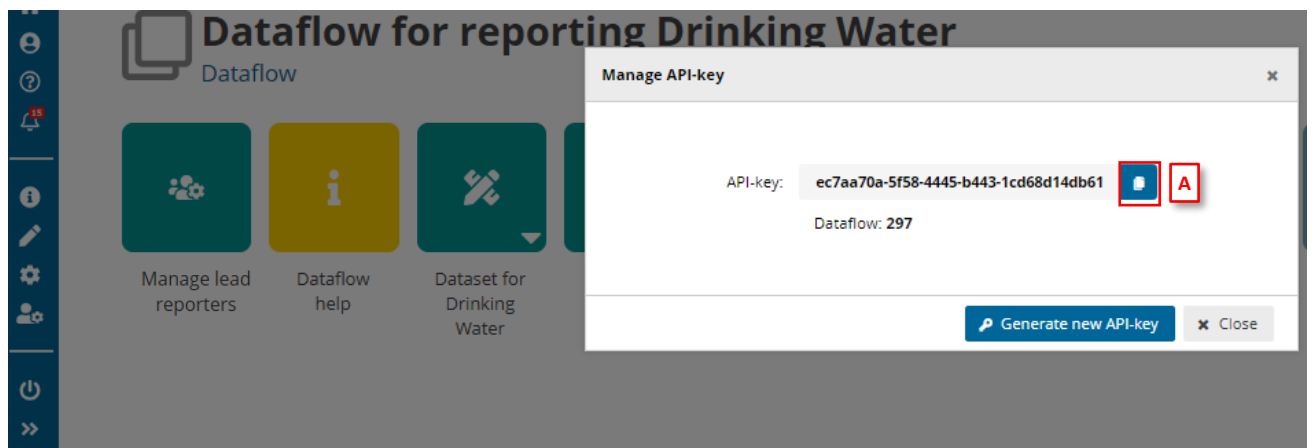 Dataflow for reporting Drinking Water
Dataflow
15
Manage lead
reporters
Dataflow
help
Dataset for
Drinking
Water
Manage API-key
API-key: ec7aa70a-5f58-4445-b443-1cd68d14db61
A
Dataflow: 297
Generate new API-key
Close